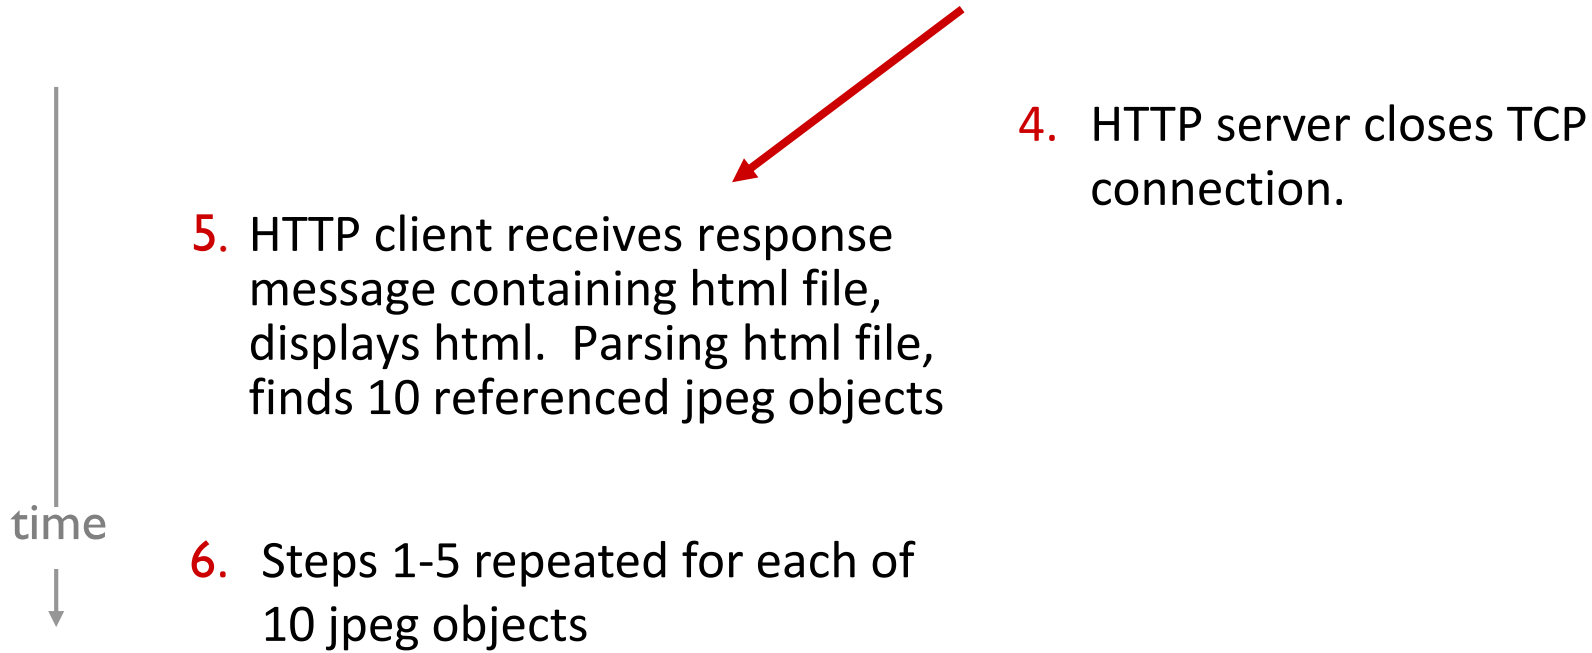 4. HTTP server closes TCP
connection.
5. HTTP client receives response
message containing html file,
displays html.  Parsing html file,
finds 10 referenced jpeg objects
time
6. Steps 1-5 repeated for each of
10 jpeg objects